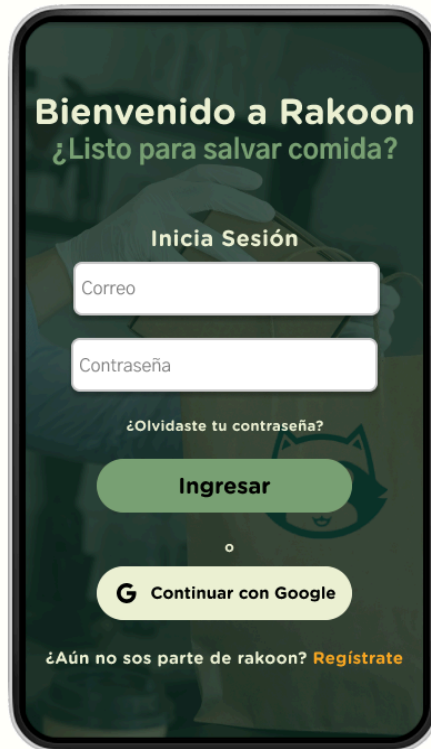 Bienvenido a Rakoon
¿Listo para salvar comida?
Inicia Sesión
Correo
Contraseña
¿Olvidaste tu contraseña?
Ingresar
o
G Continuar con Google
¿Aún no sos parte de rakoon? Regístrate